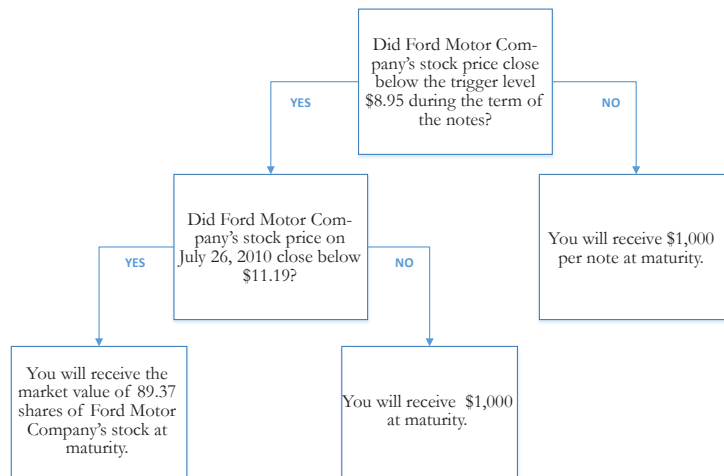 Did Ford Motor Com-
pany's stock price close
below the trigger level
$8.95 during the term of
the notes?
YES
NO
Did Ford Motor Com-
pany's stock price on
July 26, 2010 close below
$11.19?
You will receive $1,000
per note at maturity.
YES
NO
You will receive the
market value of 89.37
shares of Ford Motor
Company's stock at
maturity.
You will receive $1,000
at maturity.